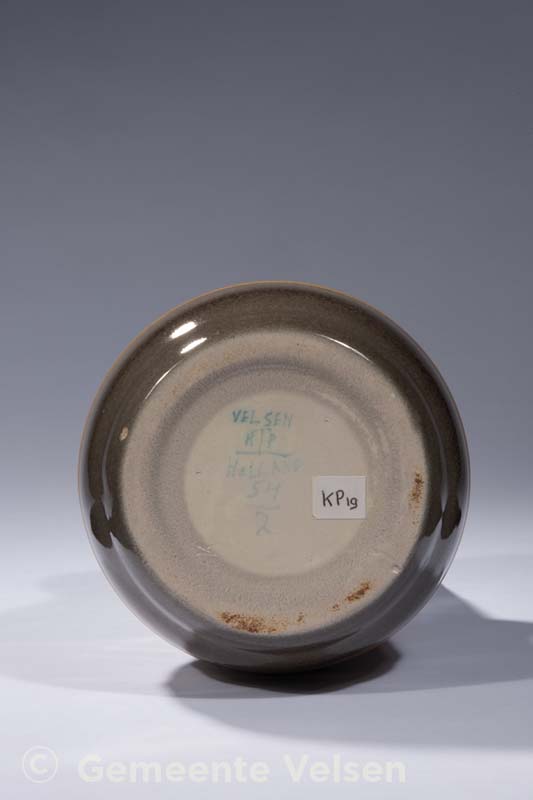 VELSEN
KP
HOLLAND
54
2
KP19
© Gemeente Velsen